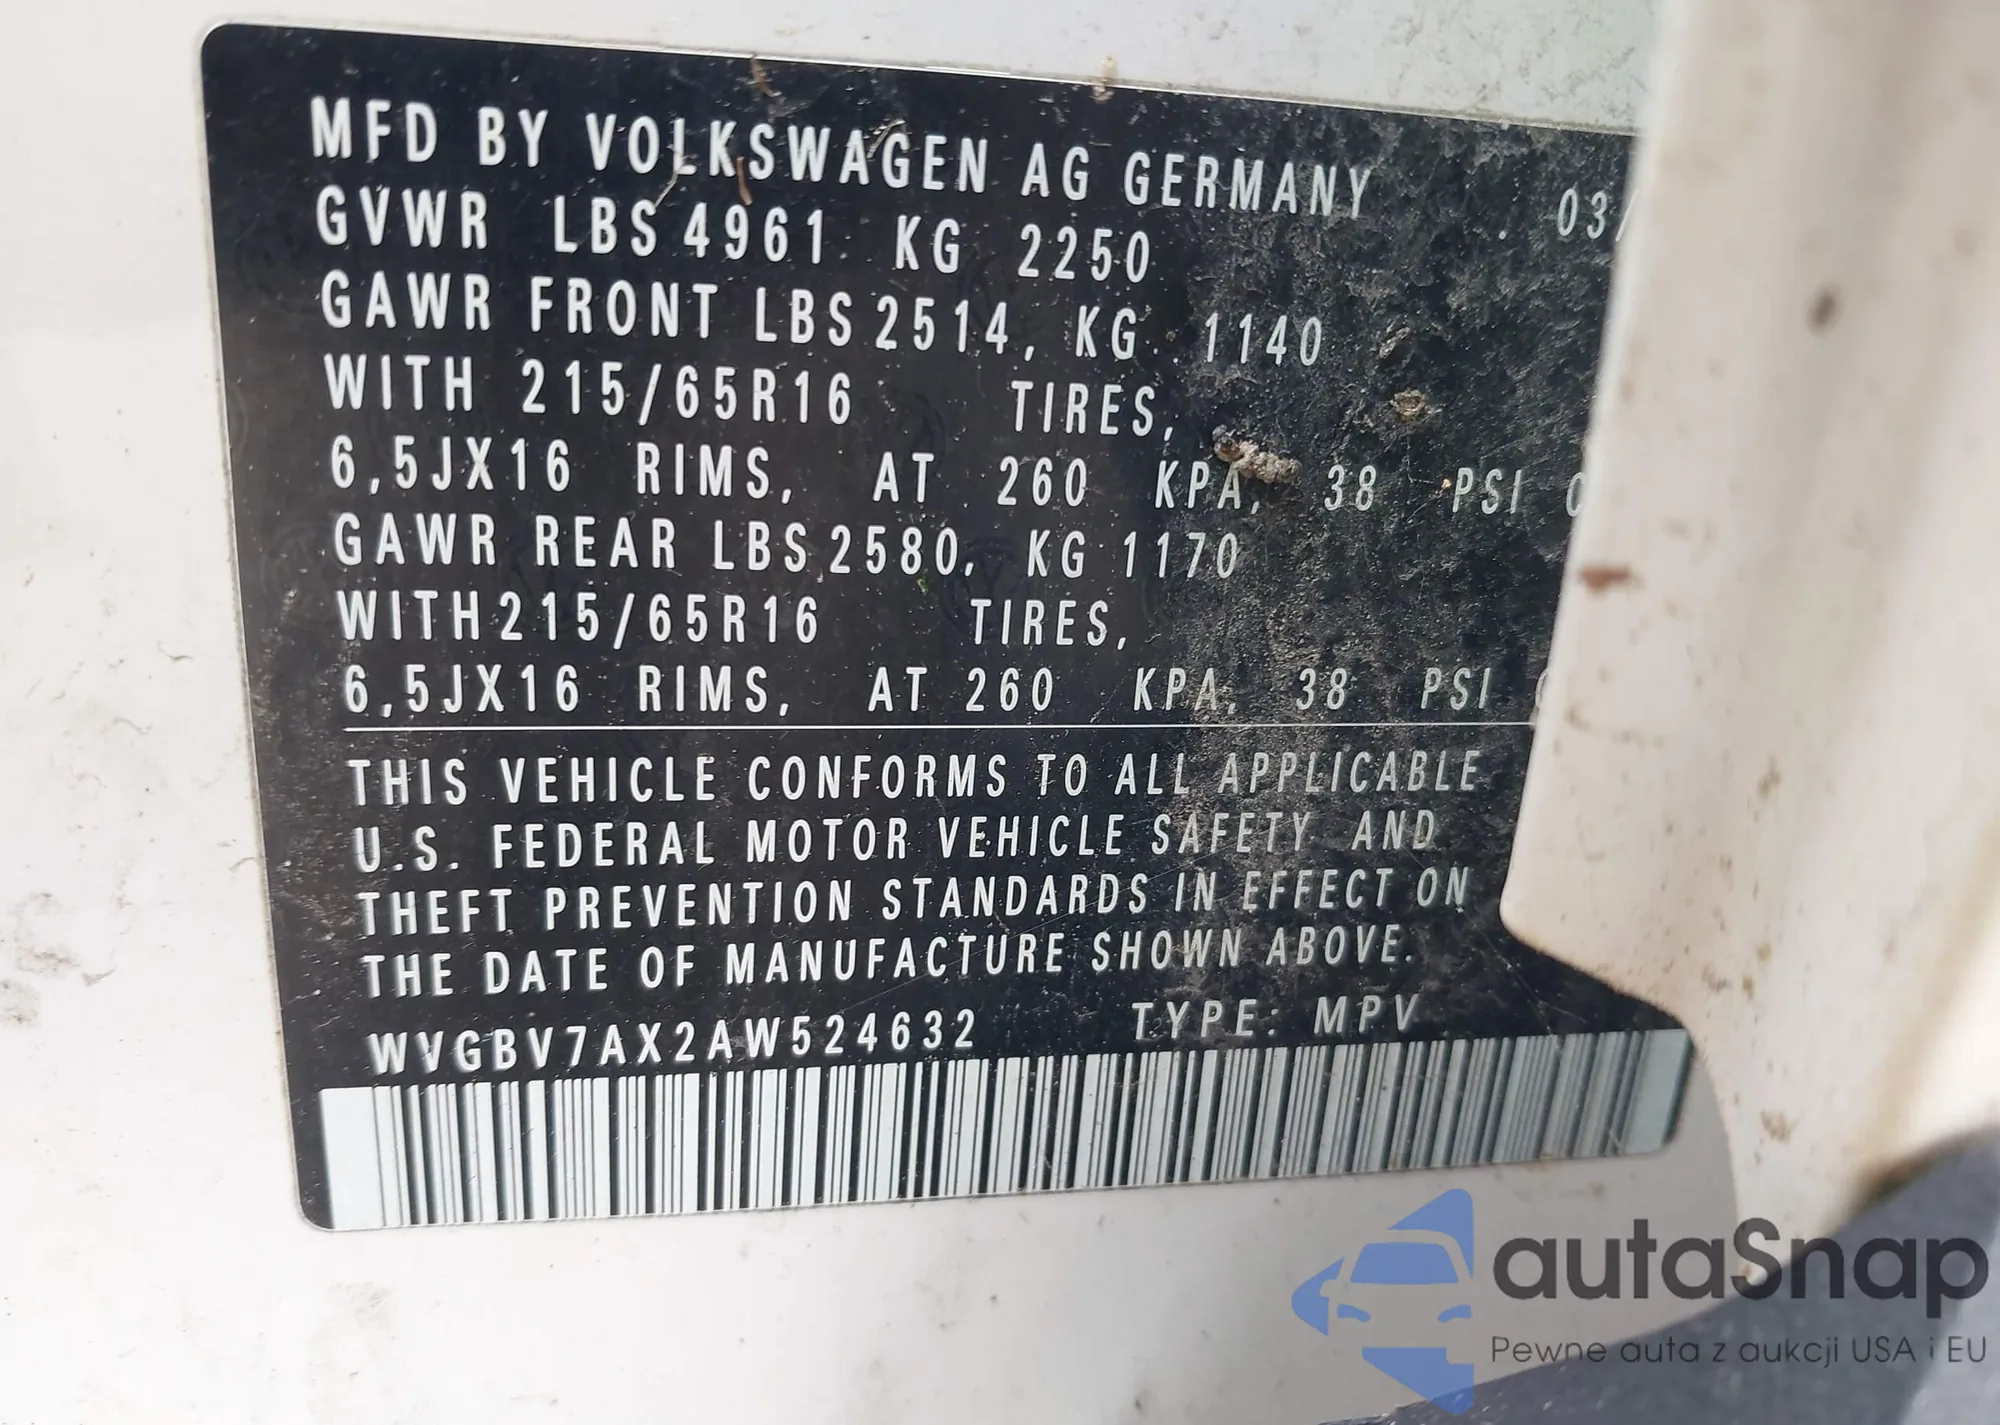 MFD BY VOLKSWAGEN AG GERMANY 03/
GVWR LBS 4961 KG 2250
GAWR FRONT LBS 2514, KG 1140
WITH 215/65R16 TIRES,
6,5JX16 RIMS, AT 260 KPA, 38 PSI
GAWR REAR LBS 2580, KG 1170
WITH 215/65R16 TIRES,
6,5JX16 RIMS, AT 260 KPA, 38 PSI
THIS VEHICLE CONFORMS TO ALL APPLICABLE
U.S. FEDERAL MOTOR VEHICLE SAFETY AND
THEFT PREVENTION STANDARDS IN EFFECT ON
THE DATE OF MANUFACTURE SHOWN ABOVE.
WVGBV7AX2AW524632 TYPE: MPV
autaSnap
Pewne auta z aukcji USA i EU